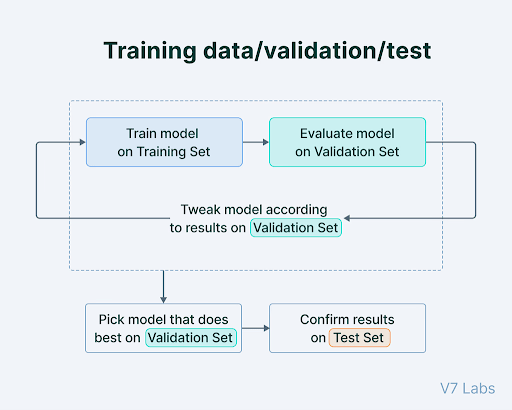 Training data/validation/test
Train model
on Training Set
Evaluate model
on Validation Set
Tweak model according
to results on Validation Set
Pick model that does
best on Validation Set
Confirm results
on Test Set
V7 Labs